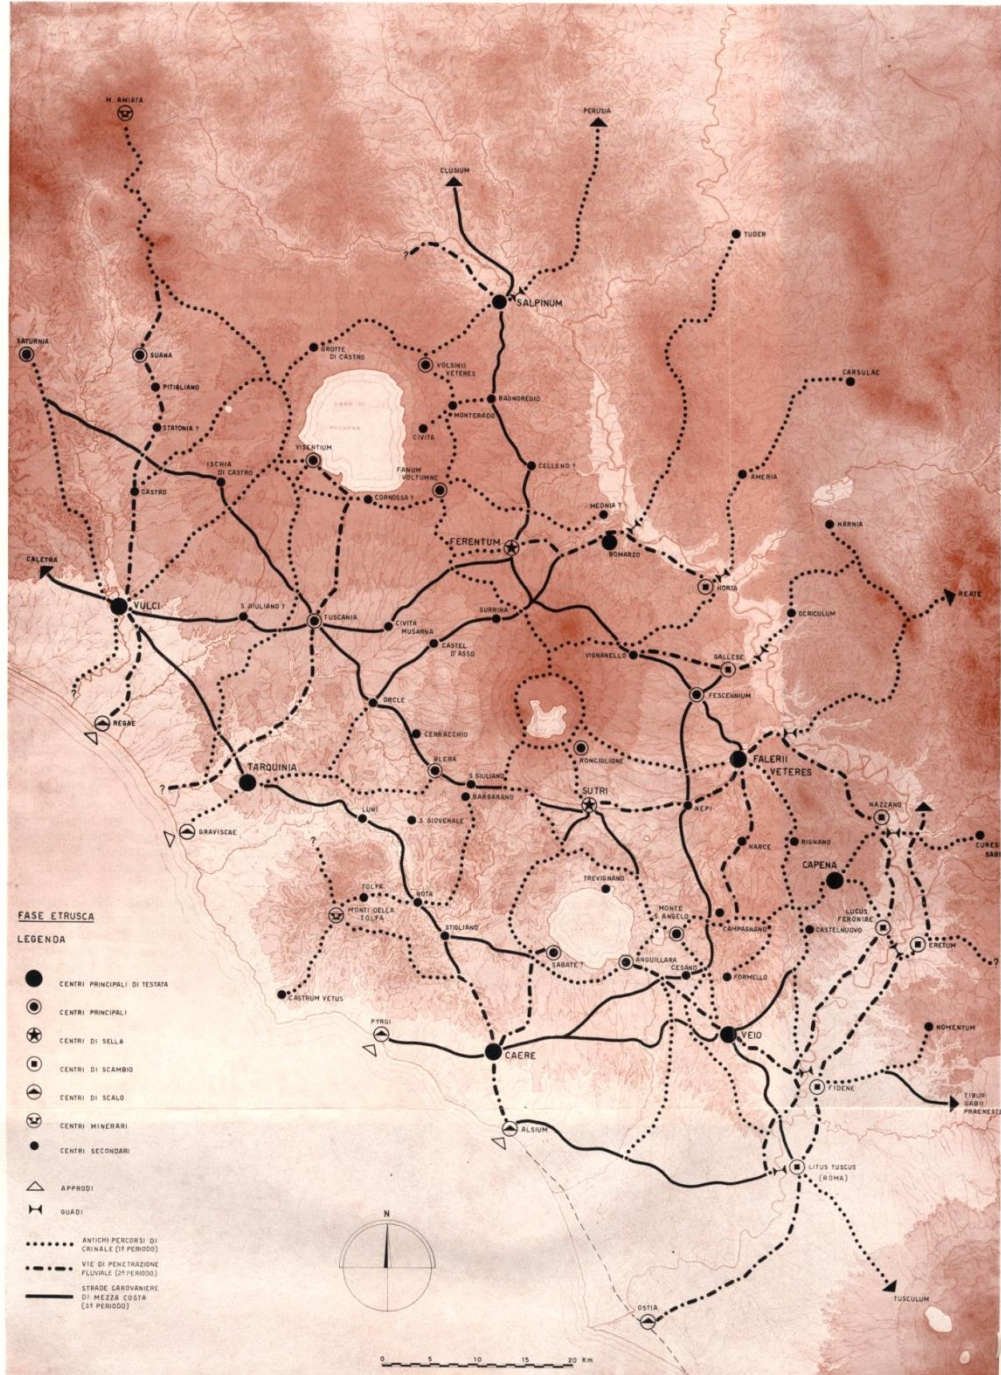 M. AMIATA
PERUSIA
CLUSIUM
TUDER
?
SALPINUM
SATURNIA
SUANA
GROTTE
DI CASTRO
VOLSINII
VETERES
CARSULAE
PITIGLIANO
BAGNOREGIO
MONTERADO
STATONIA ?
CIVITA
VISENTIUM
ISCHIA
DI CASTRO
FANUM
VOLTUMNE
CELLENO ?
AMERIA
CASTRO
CORNOSSA ?
MEONIA ?
NARNIA
FERENTUM
BOMARZO
CALETRA
HORTA
REATE
VULCI
S. GIULIANO ?
TUSCANIA
CIVITA
MUSARNA
SURRINA
OCRICULUM
CASTEL
D'ASSO
VIGNANELLO
GALLESE
?
ORCLE
FESCENNIUM
REGAE
CERRACCHIO
RONCIGLIONE
FALERII
VETERES
TARQUINIA
BLERA
S. GIULIANO
?
BARBARANO
SUTRI
NEPI
NAZZANO
GRAVISCAE
LUNI
S. GIOVENALE
?
NARCE
RIGNANO
CURES
SABI
CAPENA
TREVIGNANO
TOLFA
NOTA
MONTI DELLA
TOLFA
MONTE
S. ANGELO
CAMPAGNANO
LUCUS
FERONIAE
CASTELNUOVO
FASE ETRUSCA
STIGLIANO
ERETUM
LEGENDA
SABATE ?
ANGUILLARA
CESANO
FORMELLO
?
CENTRI PRINCIPALI DI TESTATA
CASTRUM VETUS
CENTRI PRINCIPALI
PYRGI
VEIO
NOMENTUM
CENTRI DI SELLA
CAERE
CENTRI DI SCAMBIO
FIDENE
TIBUR
GABII
PRAENESTE
CENTRI DI SCALO
ALSIUM
CENTRI MINERARI
CENTRI SECONDARI
LITUS TUSCUS
(ROMA)
APPRODI
GUADI
N
ANTICHI PERCORSI DI
CRINALE (1º PERIODO)
VIE DI PENETRAZIONE
FLUVIALE (2º PERIODO)
STRADE CAROVANIERE
DI MEZZA COSTA
(3º PERIODO)
TUSCULUM
OSTIA
0 5 10 15 20 Km